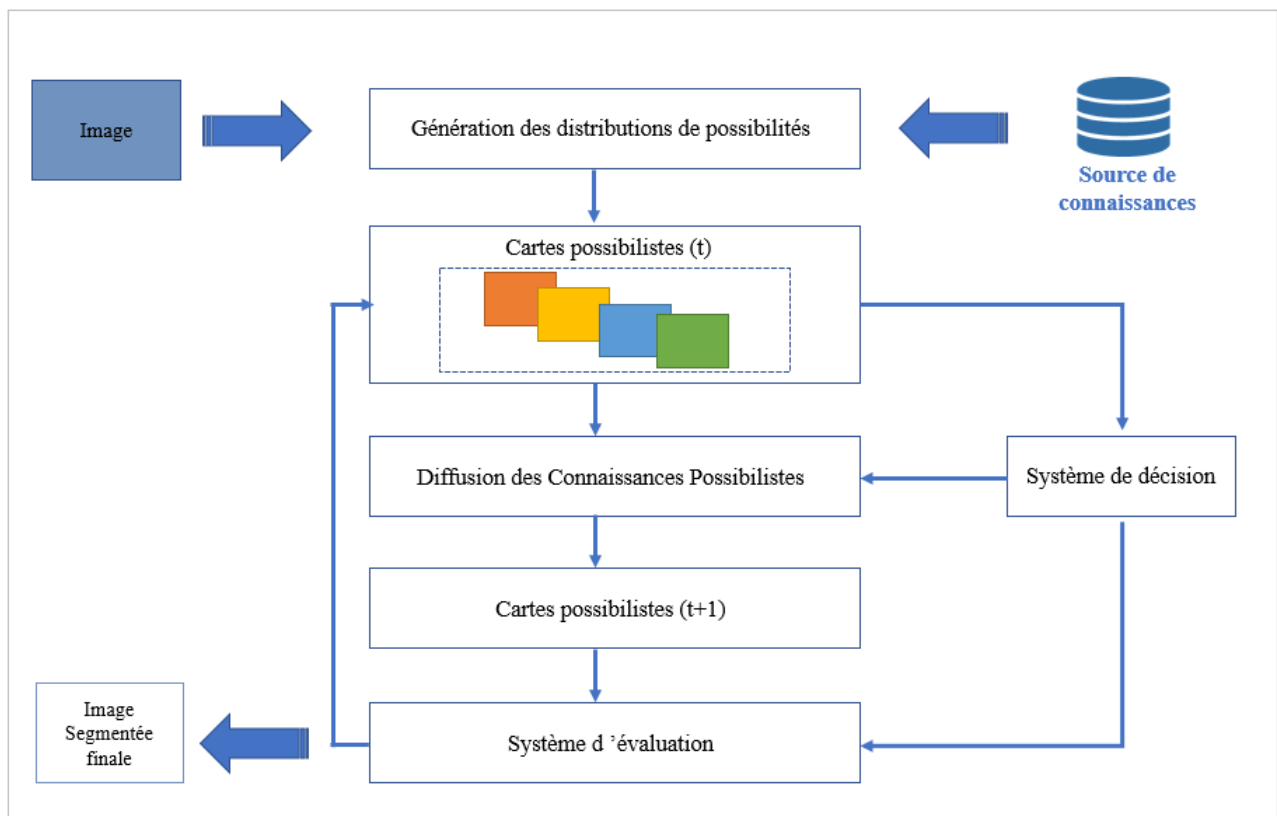 Image
Génération des distributions de possibilités
Source de
connaissances
Cartes possibilistes (t)
Diffusion des Connaissances Possibilistes
Système de décision
Cartes possibilistes (t+1)
Image
Segmentée
finale
Système d ’évaluation